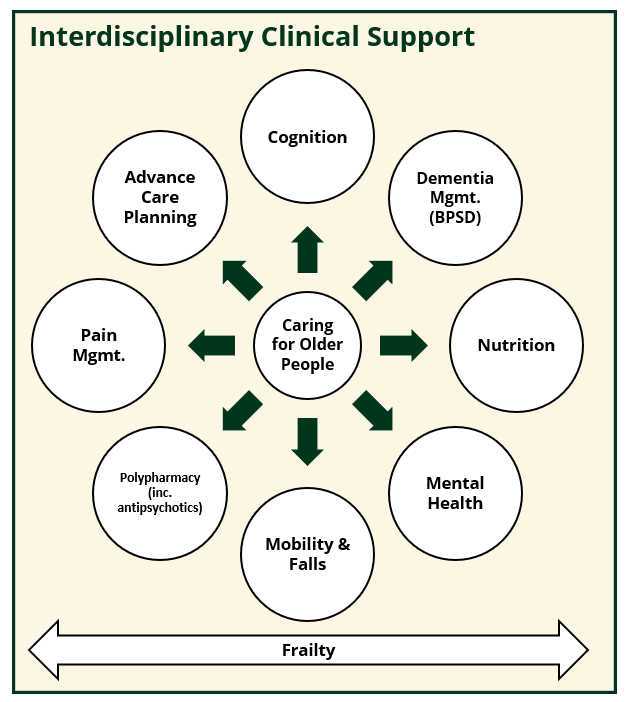 Interdisciplinary Clinical Support
Cognition
Advance
Care
Planning
Dementia
Mgmt.
(BPSD)
Pain
Mgmt.
Caring
for Older
People
Nutrition
Polypharmacy
(inc.
antipsychotics)
Mental
Health
Mobility &
Falls
Frailty